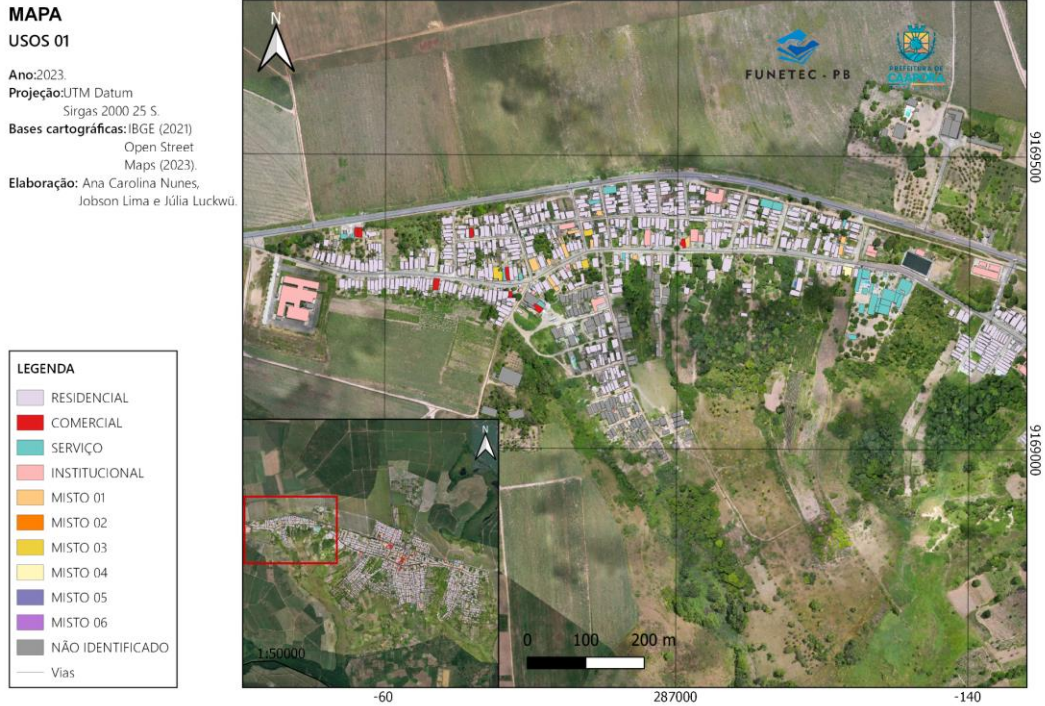 MAPA
USOS 01
Ano:2023.
Projeção:UTM Datum
Sirgas 2000 25 S.
Bases cartográficas: IBGE (2021)
Open Street
Maps (2023).
Elaboração: Ana Carolina Nunes,
Jobson Lima e Júlia Luckwü.
LEGENDA
RESIDENCIAL
COMERCIAL
SERVIÇO
INSTITUCIONAL
MISTO 01
MISTO 02
MISTO 03
MISTO 04
MISTO 05
MISTO 06
NÃO IDENTIFICADO
Vias
N
FUNETEC - PB
PREFEITURA DE
CAAPORÃ
9169500
9169000
N
1:50000
0 100 200 m
-60 287000 -140